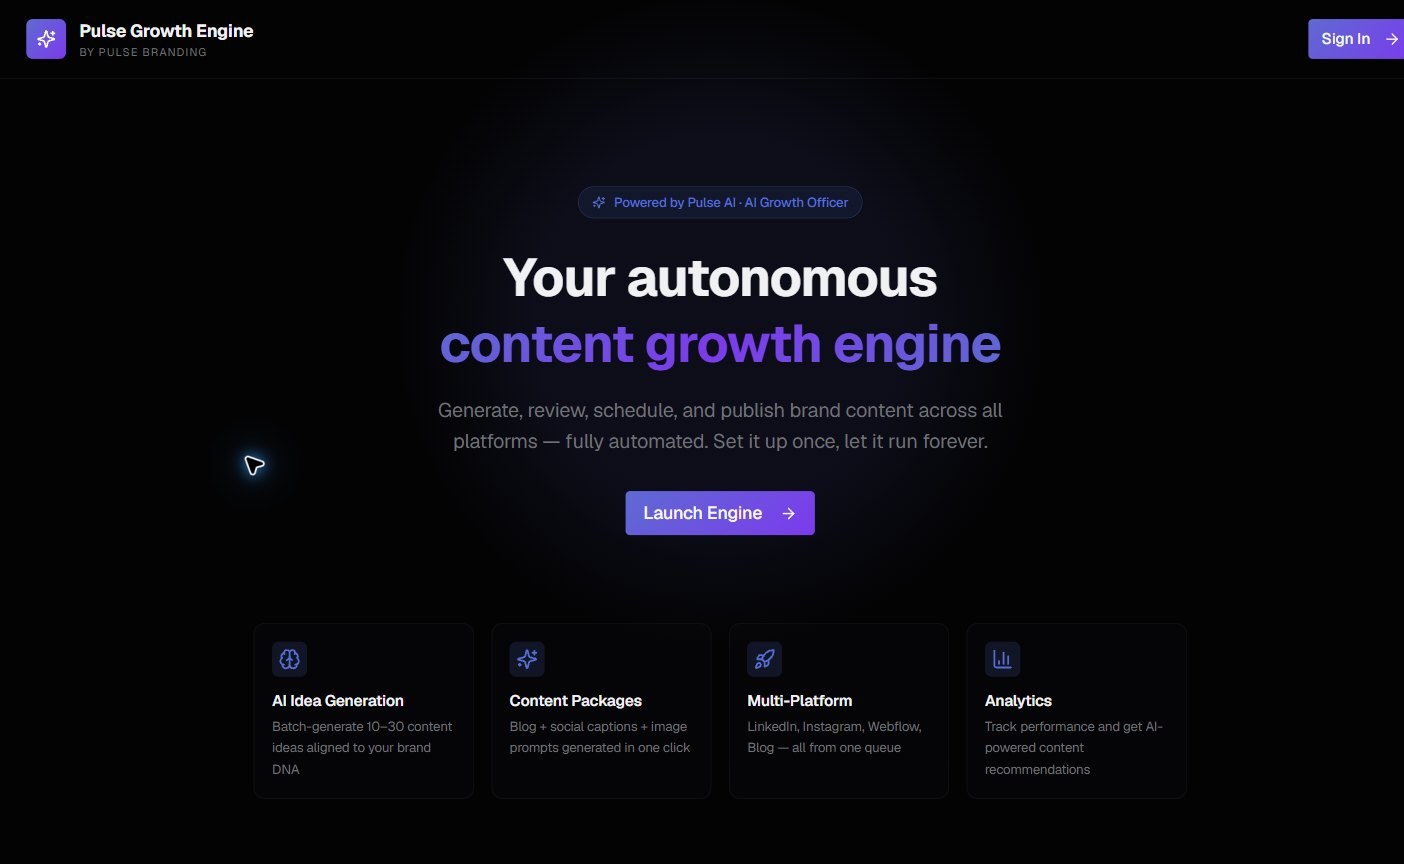 Pulse Growth Engine
BY PULSE BRANDING
Sign In
Powered by Pulse AI · AI Growth Officer
Your autonomous
content growth engine
Generate, review, schedule, and publish brand content across all
platforms — fully automated. Set it up once, let it run forever.
Launch Engine
AI Idea Generation
Batch-generate 10–30 content
ideas aligned to your brand
DNA
Content Packages
Blog + social captions + image
prompts generated in one click
Multi-Platform
LinkedIn, Instagram, Webflow,
Blog — all from one queue
Analytics
Track performance and get AI-
powered content
recommendations